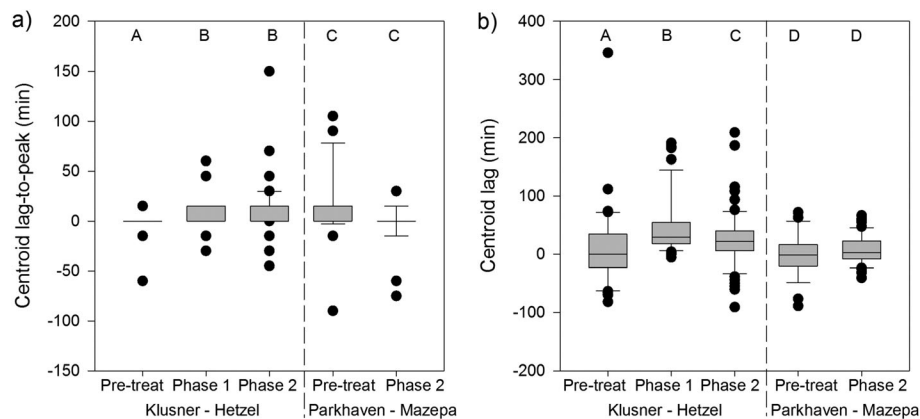 a)
Centroid lag-to-peak (min)
200
150
100
50
0
-50
-100
-150
A B B C C
Pre-treat Phase 1 Phase 2 Pre-treat Phase 2
Klusner - Hetzel Parkhaven - Mazepa
b)
Centroid lag (min)
400
300
200
100
0
-100
-200
A B C D D
Pre-treat Phase 1 Phase 2 Pre-treat Phase 2
Klusner - Hetzel Parkhaven - Mazepa